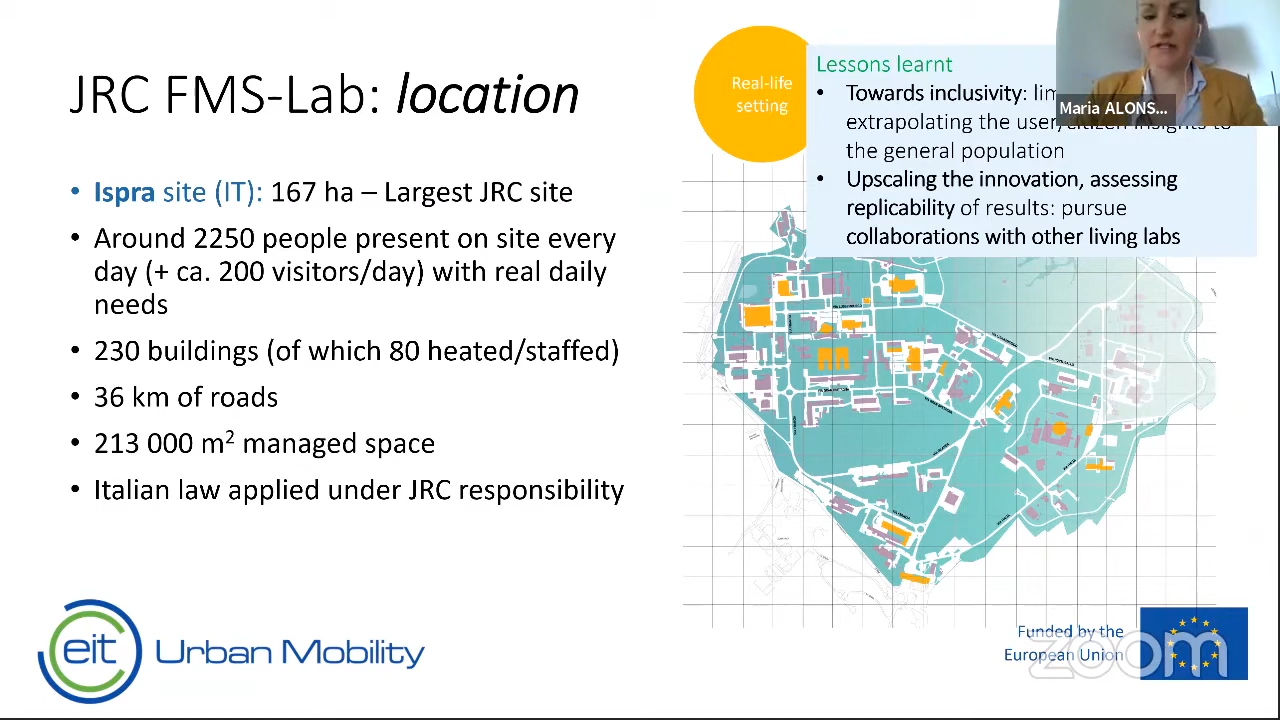 JRC FMS-Lab: location
Real-life
setting
Lessons learnt
• Towards inclusivity: lim
extrapolating the user/citizen insights to
the general population
• Upscaling the innovation, assessing
replicability of results: pursue
collaborations with other living labs
Maria ALONS...
• Ispra site (IT): 167 ha – Largest JRC site
• Around 2250 people present on site every
day (+ ca. 200 visitors/day) with real daily
needs
• 230 buildings (of which 80 heated/staffed)
• 36 km of roads
• 213 000 m² managed space
• Italian law applied under JRC responsibility
eit Urban Mobility
Funded by the
European Union
zoom